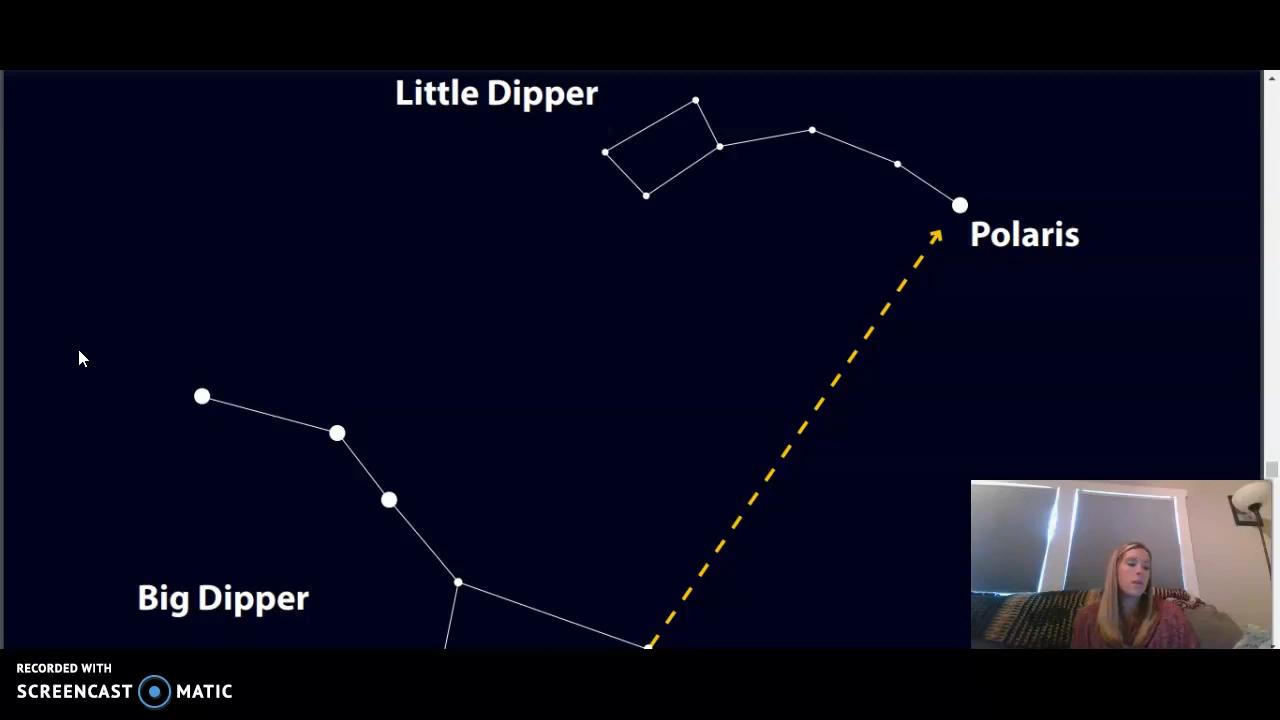 Little Dipper
Polaris
Big Dipper
RECORDED WITH
SCREENCAST MATIC